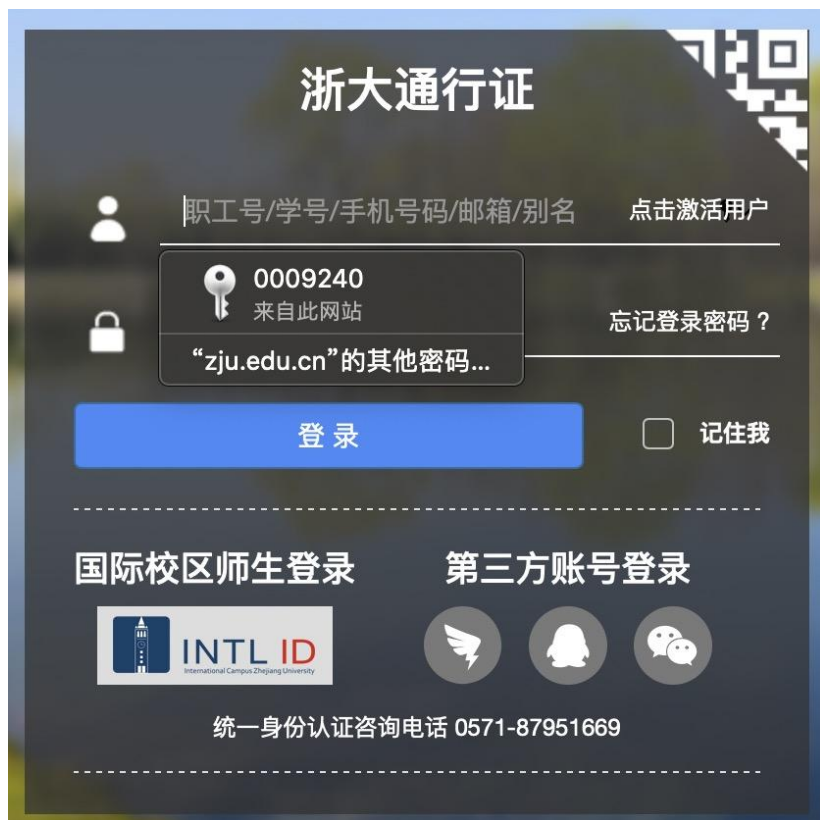 浙大通行证
职工号/学号/手机号码/邮箱/别名 点击激活用户
0009240
来自此网站
忘记登录密码？
“zju.edu.cn”的其他密码...
登 录 记住我
国际校区师生登录 第三方账号登录
INTL ID
International Campus Zhejiang University
统一身份认证咨询电话 0571-87951669